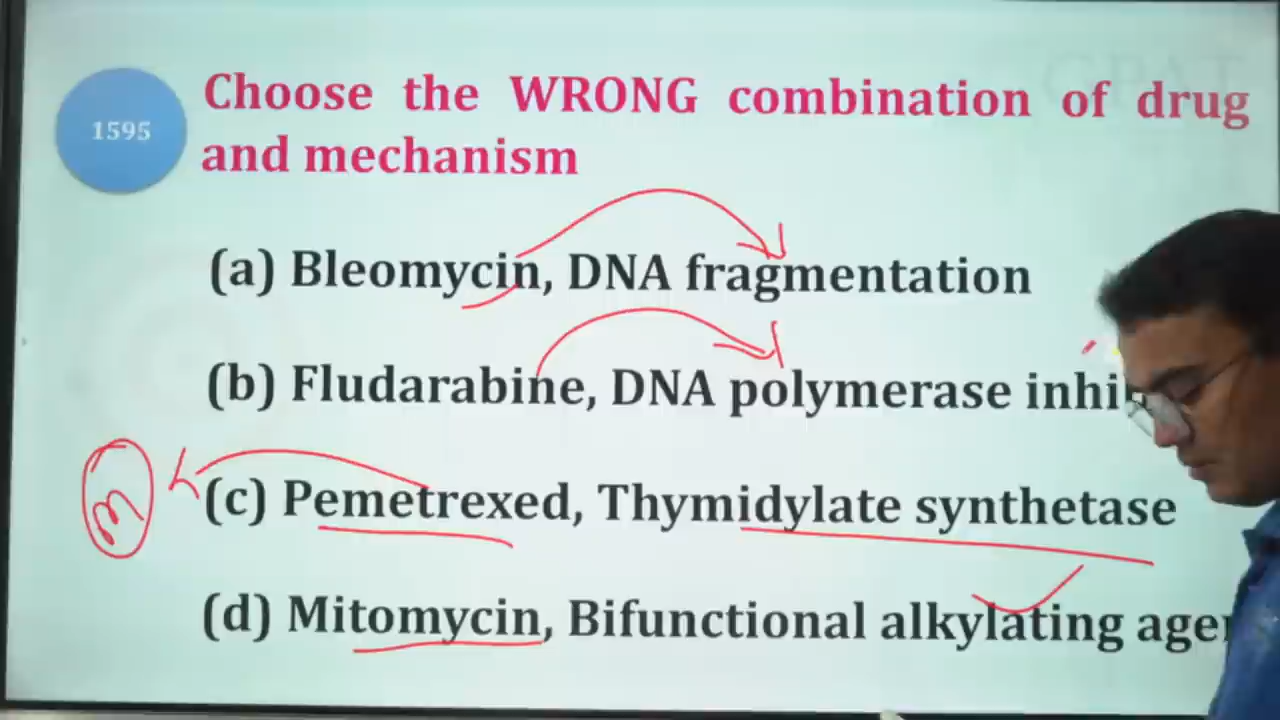 1595
Choose the WRONG combination of drug
and mechanism
(a) Bleomycin, DNA fragmentation
(b) Fludarabine, DNA polymerase
(c) Pemetrexed, Thymidylate synthetase
(d) Mitomycin, Bifunctional alkylating